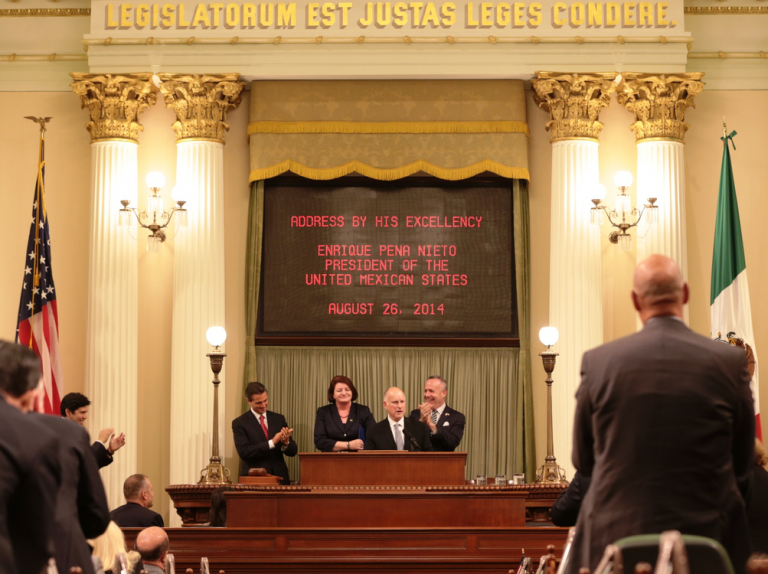 LEGISLATORUM EST JUSTAS LEGES CONDERE.
ADDRESS BY HIS EXCELLENCY
ENRIQUE PENA NIETO
PRESIDENT OF THE
UNITED MEXICAN STATES
AUGUST 26, 2014